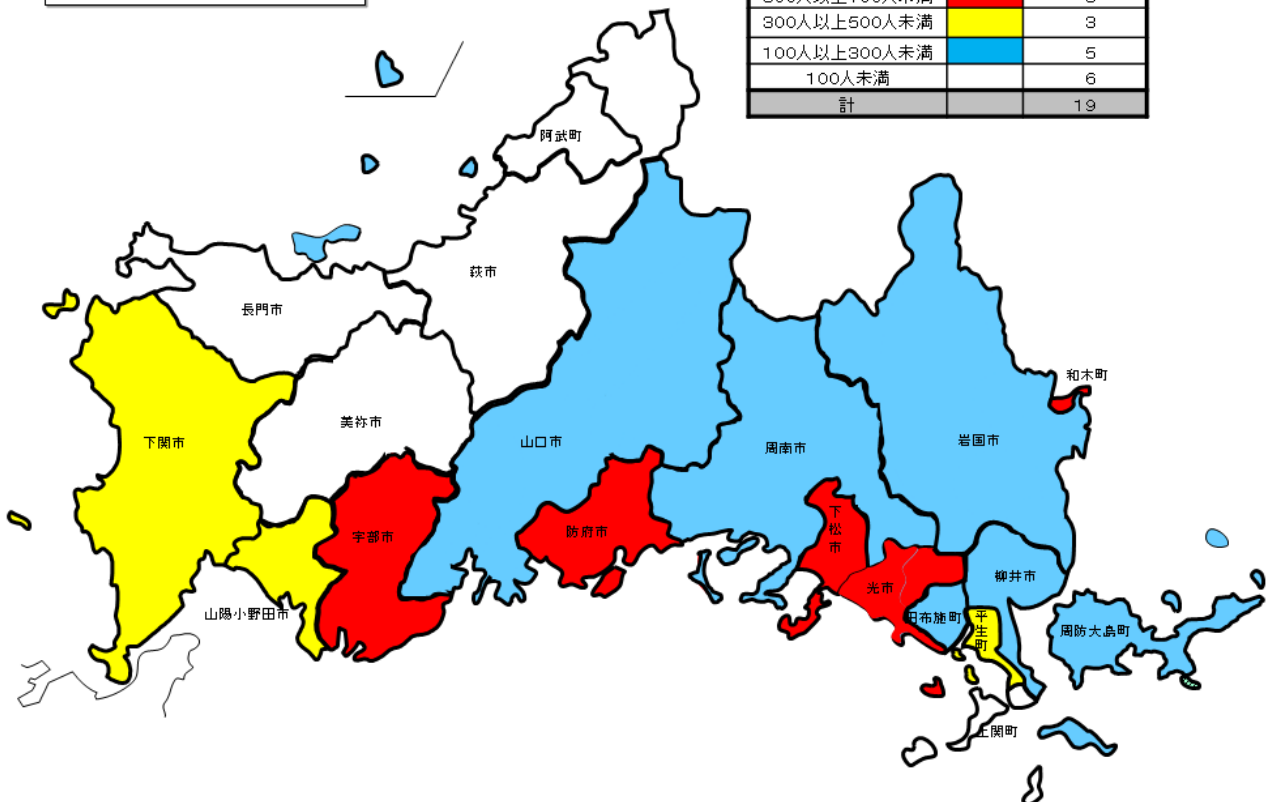 300人以上500人未満 3
100人以上300人未満 5
100人未満 6
計 19
阿武町
萩市
長門市
和木町
美祢市
下関市
山口市
周南市
岩国市
宇部市
防府市
下松市
光市
柳井市
山陽小野田市
田布施町
平生町
周防大島町
上関町